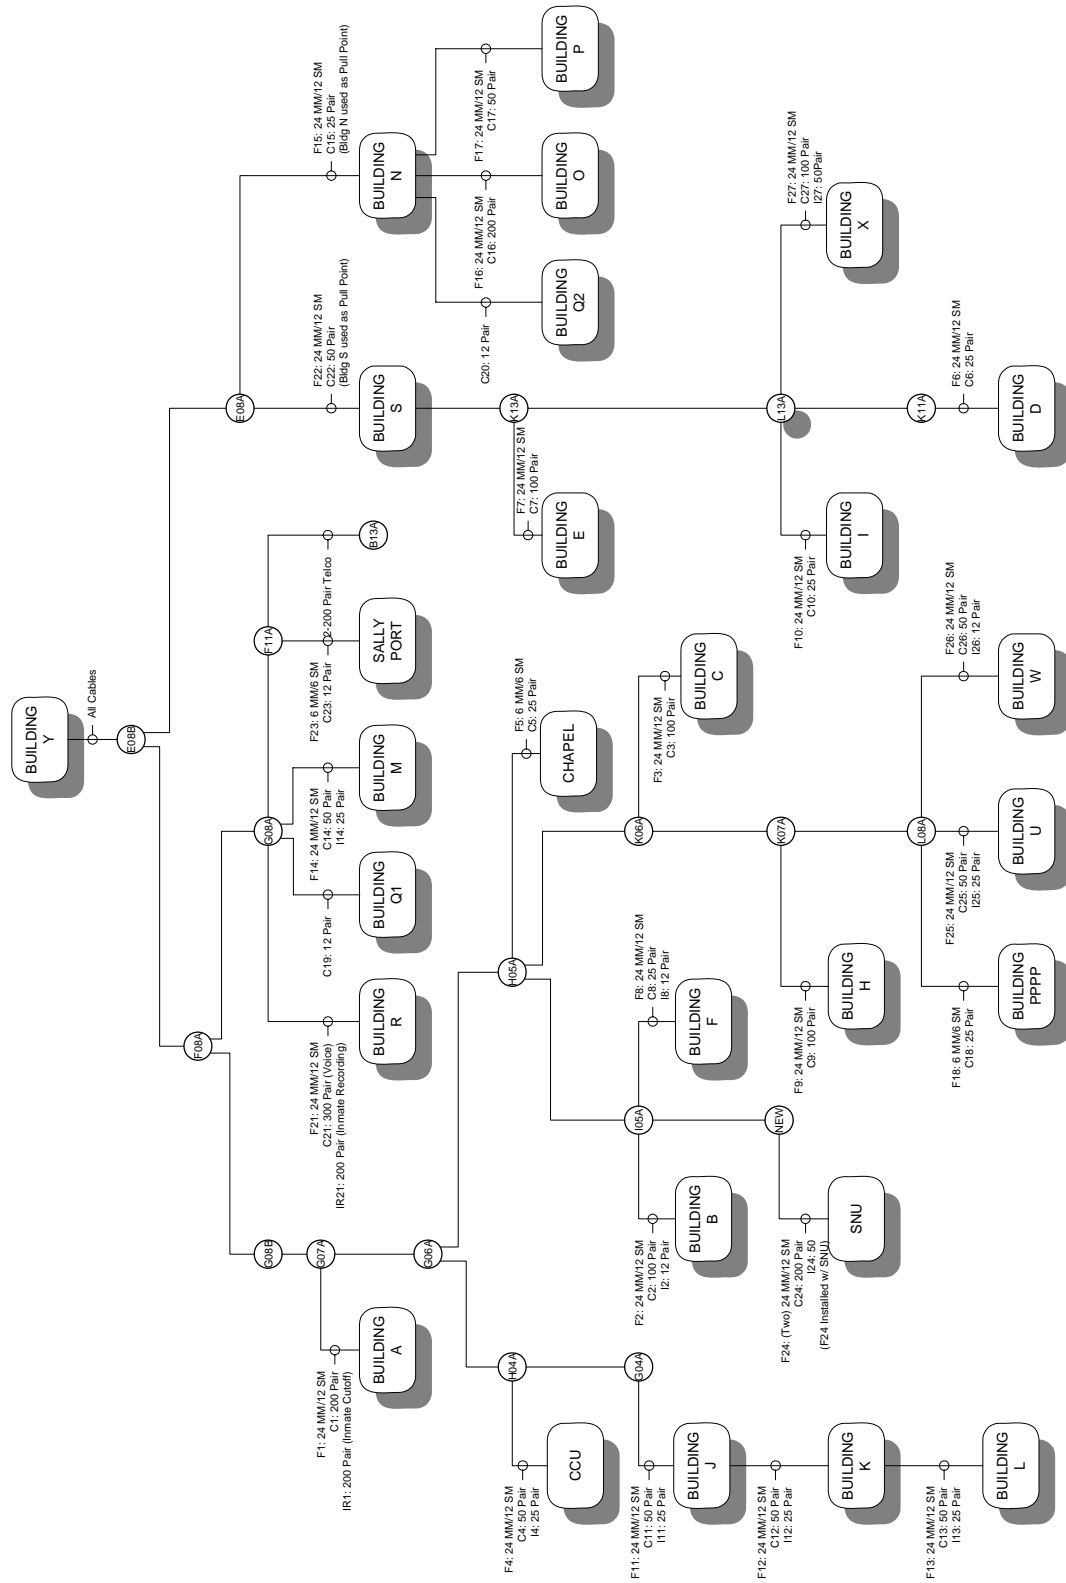 BUILDING
Y
All Cables
E08B
F08A
E08A
G08B
G08A
F11A
G07A
G06A
F1: 24 MM/12 SM
C1: 200 Pair
IR1: 200 Pair (Inmate Cutoff)
BUILDING
A
F21: 24 MM/12 SM
C21: 300 Pair (Voice)
IR21: 200 Pair (Inmate Recording)
BUILDING
R
C19: 12 Pair
BUILDING
Q1
F14: 24 MM/12 SM
C14: 50 Pair
I14: 25 Pair
BUILDING
M
F23: 6 MM/6 SM
C23: 12 Pair
SALLY
PORT
2-200 Pair Telco
B13A
F22: 24 MM/12 SM
C22: 50 Pair
(Bldg S used as Pull Point)
BUILDING
S
F15: 24 MM/12 SM
C15: 25 Pair
(Bldg N used as Pull Point)
BUILDING
N
H04A
F4: 24 MM/12 SM
C4: 50 Pair
I4: 25 Pair
CCU
H05A
F5: 6 MM/6 SM
C5: 25 Pair
CHAPEL
K13A
F7: 24 MM/12 SM
C7: 100 Pair
BUILDING
E
C20: 12 Pair
BUILDING
Q2
F16: 24 MM/12 SM
C16: 200 Pair
BUILDING
O
F17: 24 MM/12 SM
C17: 50 Pair
BUILDING
P
G04A
F11: 24 MM/12 SM
C11: 50 Pair
I11: 25 Pair
BUILDING
J
I05A
F2: 24 MM/12 SM
C2: 100 Pair
I2: 12 Pair
BUILDING
B
F8: 24 MM/12 SM
C8: 25 Pair
I8: 12 Pair
BUILDING
F
K06A
F3: 24 MM/12 SM
C3: 100 Pair
BUILDING
C
F12: 24 MM/12 SM
C12: 50 Pair
I12: 25 Pair
BUILDING
K
NEW
F24: (Two) 24 MM/12 SM
C24: 200 Pair
I24: 50
(F24 Installed w/ SNU)
SNU
K07A
F9: 24 MM/12 SM
C9: 100 Pair
BUILDING
H
L13A
F10: 24 MM/12 SM
C10: 25 Pair
BUILDING
I
F27: 24 MM/12 SM
C27: 100 Pair
I27: 50Pair
BUILDING
X
F13: 24 MM/12 SM
C13: 50 Pair
I13: 25 Pair
BUILDING
L
L08A
F18: 6 MM/6 SM
C18: 25 Pair
BUILDING
PPPP
F25: 24 MM/12 SM
C25: 50 Pair
I25: 25 Pair
BUILDING
U
F26: 24 MM/12 SM
C26: 50 Pair
I26: 12 Pair
BUILDING
W
K11A
F6: 24 MM/12 SM
C6: 25 Pair
BUILDING
D